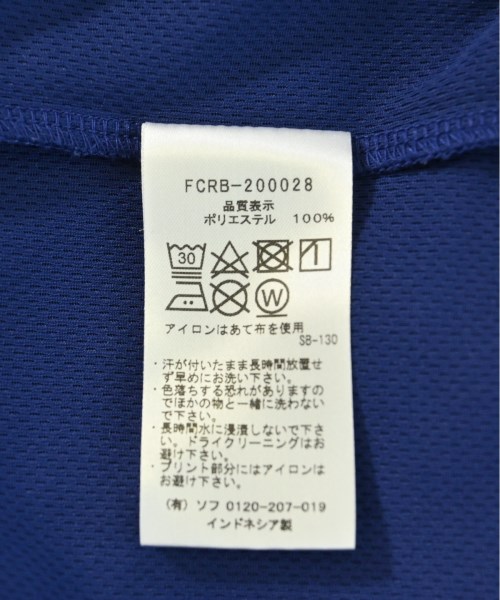 FCRB-200028
品質表示
ポリエステル 100%
30
W
アイロンはあて布を使用
SB-130
・汗が付いたまま長時間放置せ
ず早めにお洗い下さい。
・色落ちする恐れがありますの
でほかの物と一緒に洗わない
で下さい。
・長時間水に浸漬しないで下さ
い。ドライクリーニングはお
避け下さい。
・プリント部分にはアイロンは
お避け下さい。
(有) ソフ 0120-207-019
インドネシア製